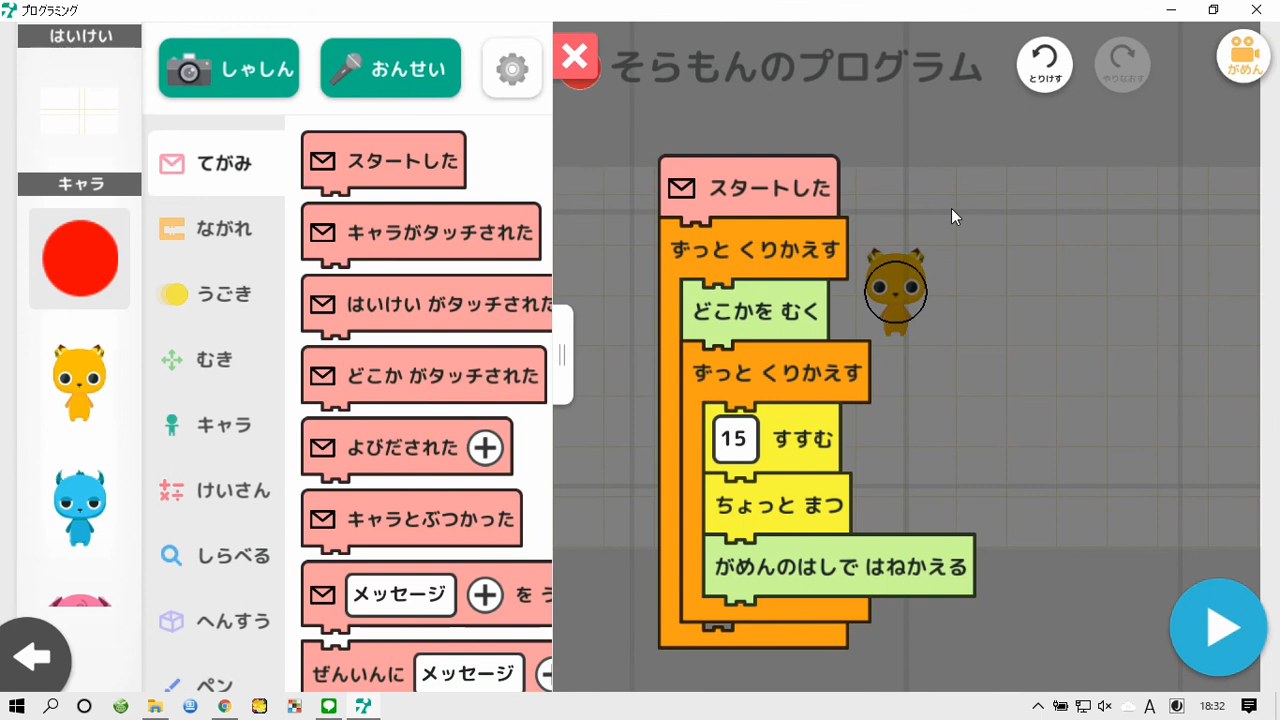 プログラミング
はいけい
キャラ
しゃしん
おんせい
てがみ
ながれ
うごき
むき
キャラ
けいさん
しらべる
へんすう
ペン
スタートした
キャラがタッチされた
はいけい がタッチされた
どこか がタッチされた
よびだされた
キャラとぶつかった
メッセージ を う
ぜんいんに メッセージ
そらもんのプログラム
とりけす
やりなおす
がめん
スタートした
ずっと くりかえす
どこかを むく
ずっと くりかえす
15 すすむ
ちょっと まつ
がめんのはしで はねかえる
A
18:32